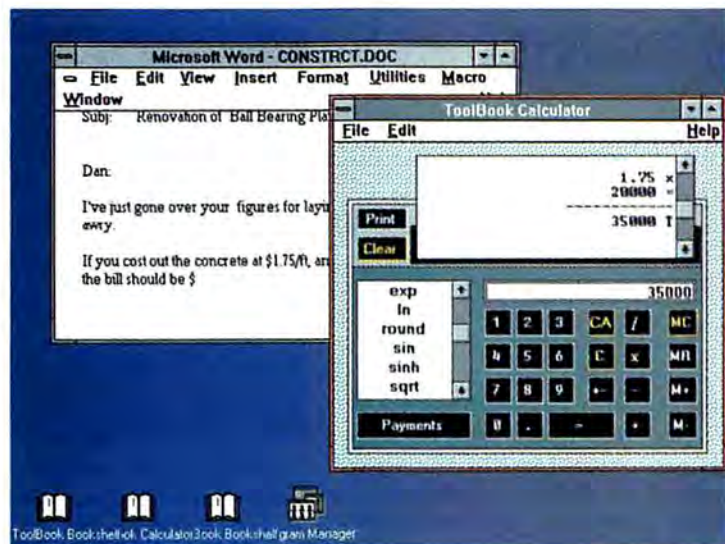 Microsoft Word - CONSTRCT.DOC
File Edit View Insert Format Utilities Macro
Window
Subj: Renovation of Ball Bearing Pla
Dan:
I've just gone over your figures for layi
awry.
If you cost out the concrete at $1.75/ft, an
the bill should be $
ToolBook Calculator
File Edit Help
1.75 x
20000 =
35000 T
Print
Clear
35000
exp
ln
round
sin
sinh
sqrt
1 2 3 CA / MC
4 5 6 C x MR
7 8 9 +- - M+
0 . = + M-
Payments
ToolBook Bookshelf ok Calculator Book Bookshelf gram Manager